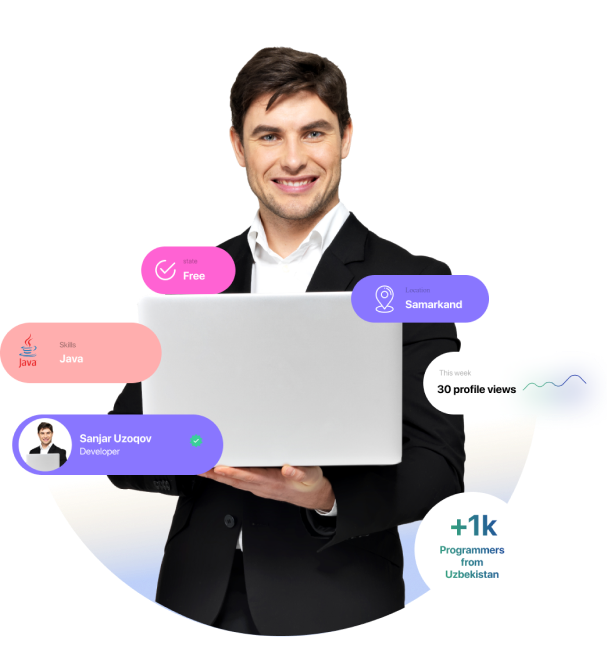 state
Free
Location
Samarkand
Skills
Java
Java
This week
30 profile views
Sanjar Uzoqov
Developer
+1k
Programmers
from
Uzbekistan